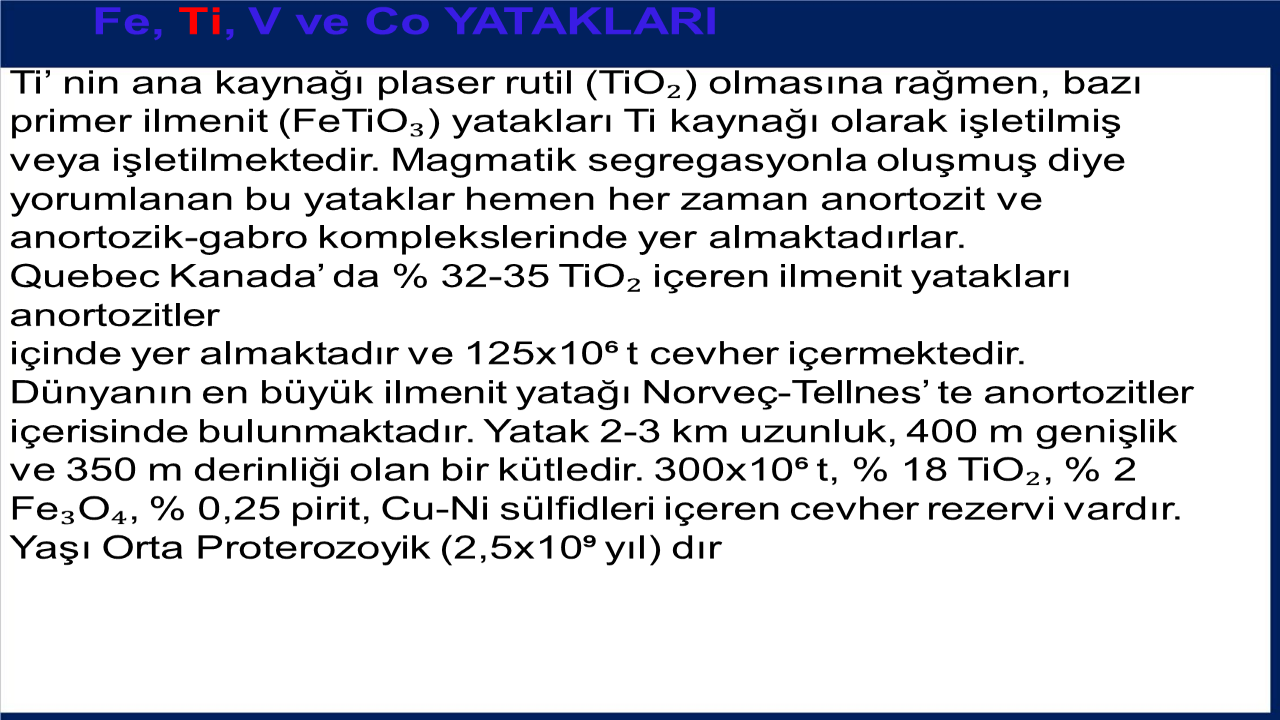 Fe, Ti, V ve Co YATAKLARI
Ti’ nin ana kaynağı plaser rutil (TiO₂) olmasına rağmen, bazı
primer ilmenit (FeTiO₃) yatakları Ti kaynağı olarak işletilmiş
veya işletilmektedir. Magmatik segregasyonla oluşmuş diye
yorumlanan bu yataklar hemen her zaman anortozit ve
anortozik-gabro komplekslerinde yer almaktadırlar.
Quebec Kanada’ da % 32-35 TiO₂ içeren ilmenit yatakları
anortozitler
içinde yer almaktadır ve 125x10⁶ t cevher içermektedir.
Dünyanın en büyük ilmenit yatağı Norveç-Tellnes’ te anortozitler
içerisinde bulunmaktadır. Yatak 2-3 km uzunluk, 400 m genişlik
ve 350 m derinliği olan bir kütledir. 300x10⁶ t, % 18 TiO₂, % 2
Fe₃O₄, % 0,25 pirit, Cu-Ni sülfidleri içeren cevher rezervi vardır.
Yaşı Orta Proterozoyik (2,5x10⁹ yıl) dır